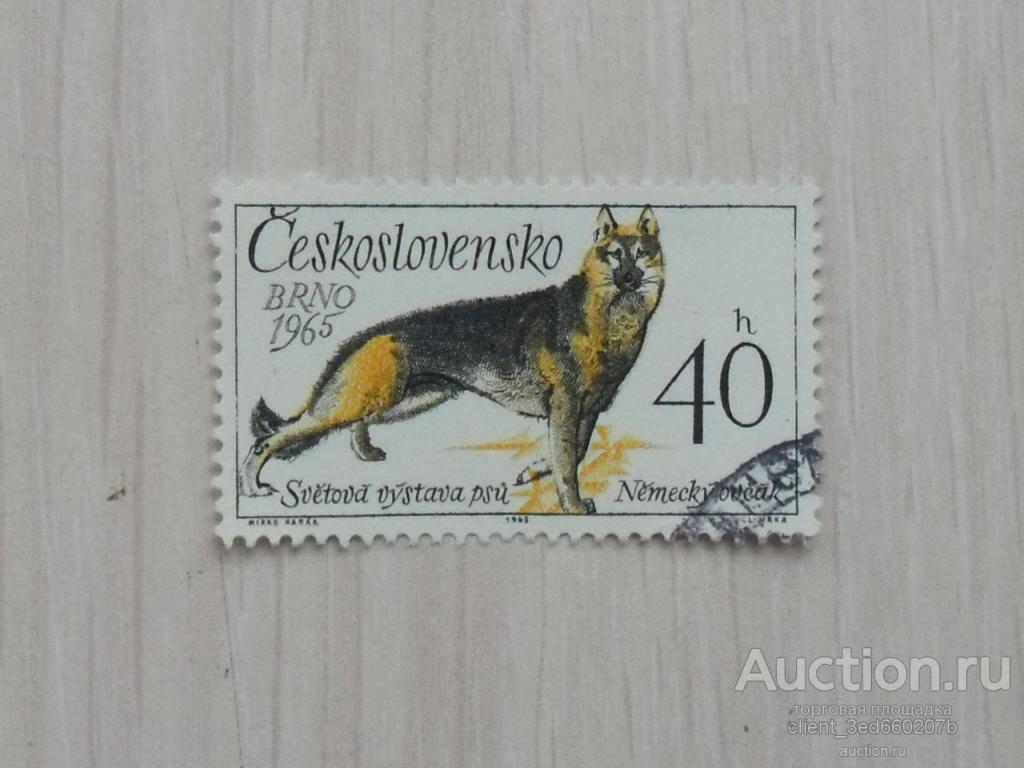 Československo
BRNO
1965
h
40
Světová výstava psů
Německý ovčák
MIRKO HANÁK
1965
Auction.ru
торговая площадка
client_3ed660207b
auction.ru